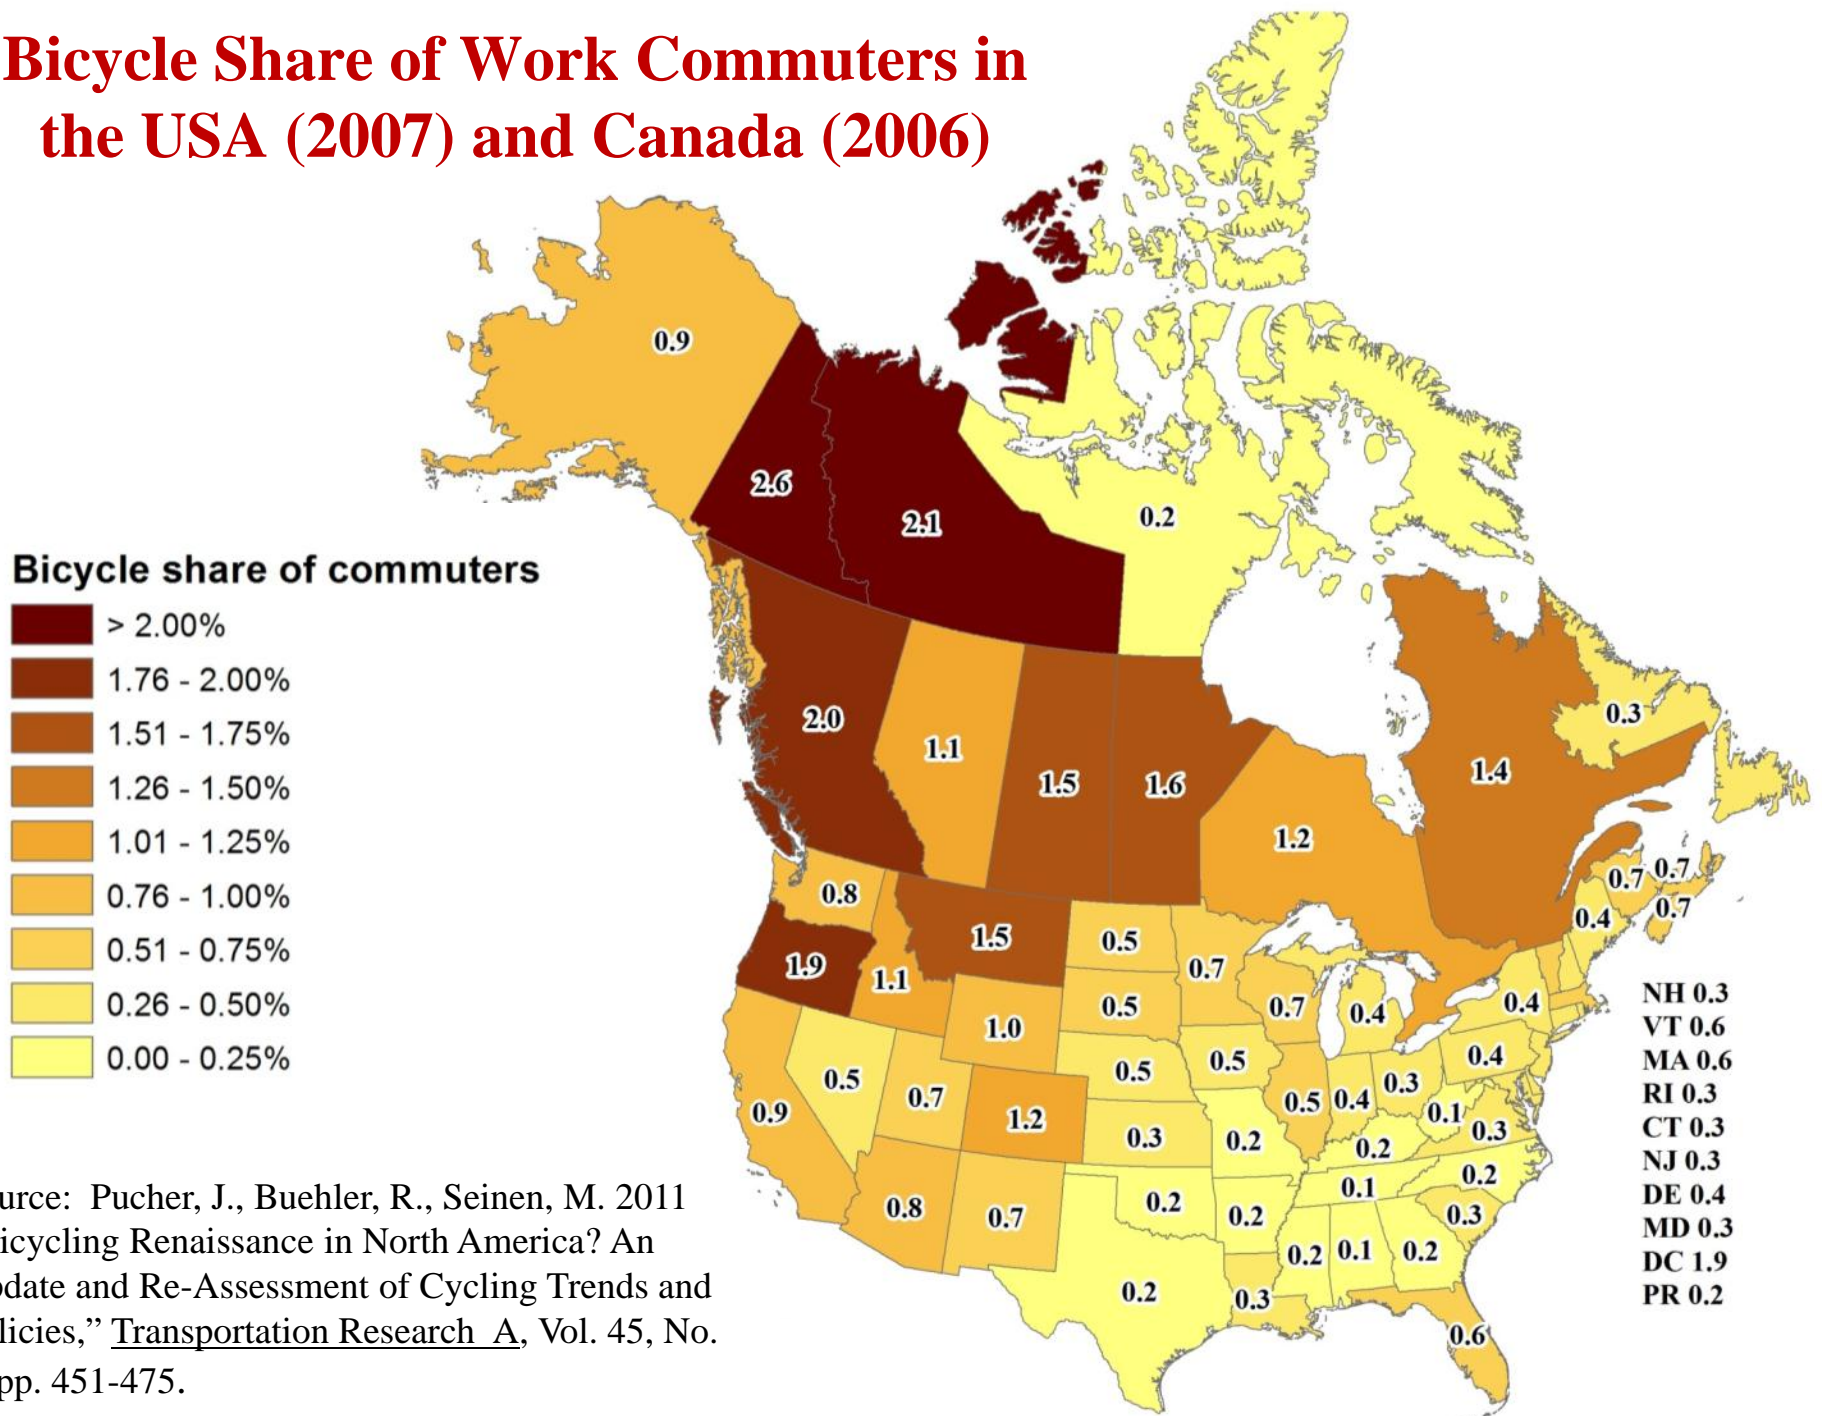 Bicycle Share of Work Commuters in
the USA (2007) and Canada (2006)
0.9
2.6
2.1
0.2
Bicycle share of commuters
> 2.00%
1.76 - 2.00%
1.51 - 1.75%
1.26 - 1.50%
1.01 - 1.25%
0.76 - 1.00%
0.51 - 0.75%
0.26 - 0.50%
0.00 - 0.25%
2.0
1.1
1.5
1.6
1.2
1.4
0.3
0.7 0.7
0.7
0.4
0.8
1.5
0.5
0.7
1.9
1.1
1.0
0.5
0.7
0.4
0.4
0.9
0.5
0.7
1.2
0.5
0.5
0.5
0.4
0.3
0.4
0.1
0.3
0.3
0.2
0.2
0.2
0.1
0.8
0.7
0.2
0.2
0.3
0.2
0.1
0.2
0.2
0.3
0.6
NH 0.3
VT 0.6
MA 0.6
RI 0.3
CT 0.3
NJ 0.3
DE 0.4
MD 0.3
DC 1.9
PR 0.2
urce: Pucher, J., Buehler, R., Seinen, M. 2011
icycling Renaissance in North America? An
date and Re-Assessment of Cycling Trends and
licies,” Transportation Research A, Vol. 45, No.
pp. 451-475.